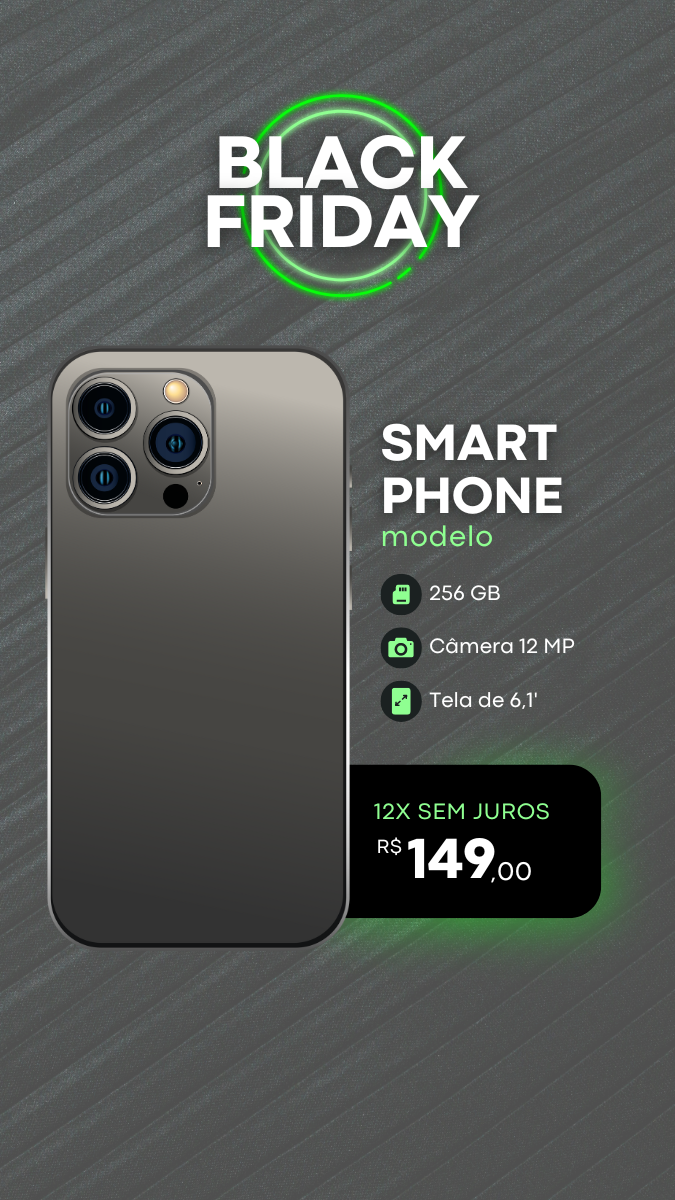 BLACK
FRIDAY
SMART
PHONE
modelo
256 GB
Câmera 12 MP
Tela de 6,1'
12X SEM JUROS
R$ 149,00